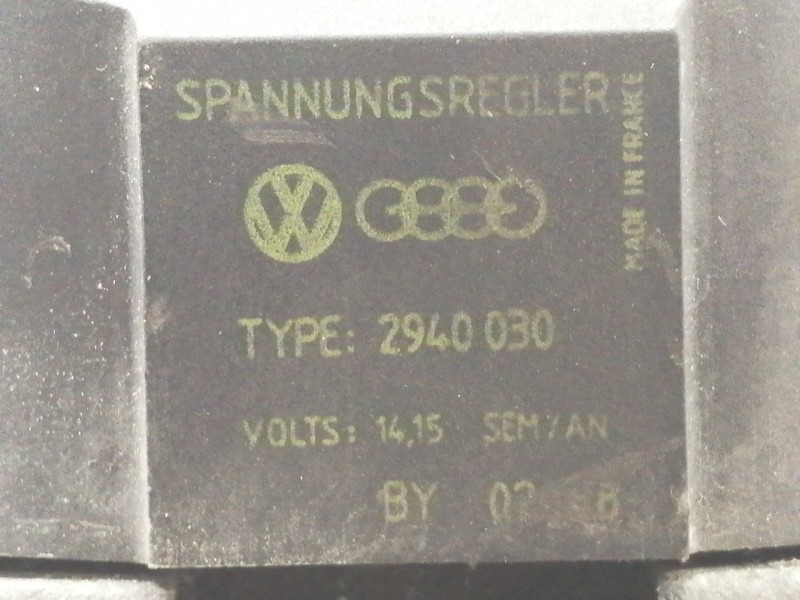 SPANNUNGSREGLER
MADE IN FRANCE
TYPE: 2940 030
VOLTS: 14,15 SEM/AN
BY